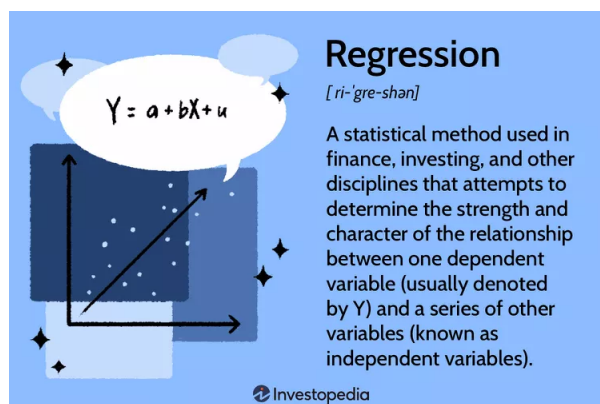 Y = a + bX + u
Regression
[ ri-ˈgre-shən]
A statistical method used in
finance, investing, and other
disciplines that attempts to
determine the strength and
character of the relationship
between one dependent
variable (usually denoted
by Y) and a series of other
variables (known as
independent variables).
Investopedia